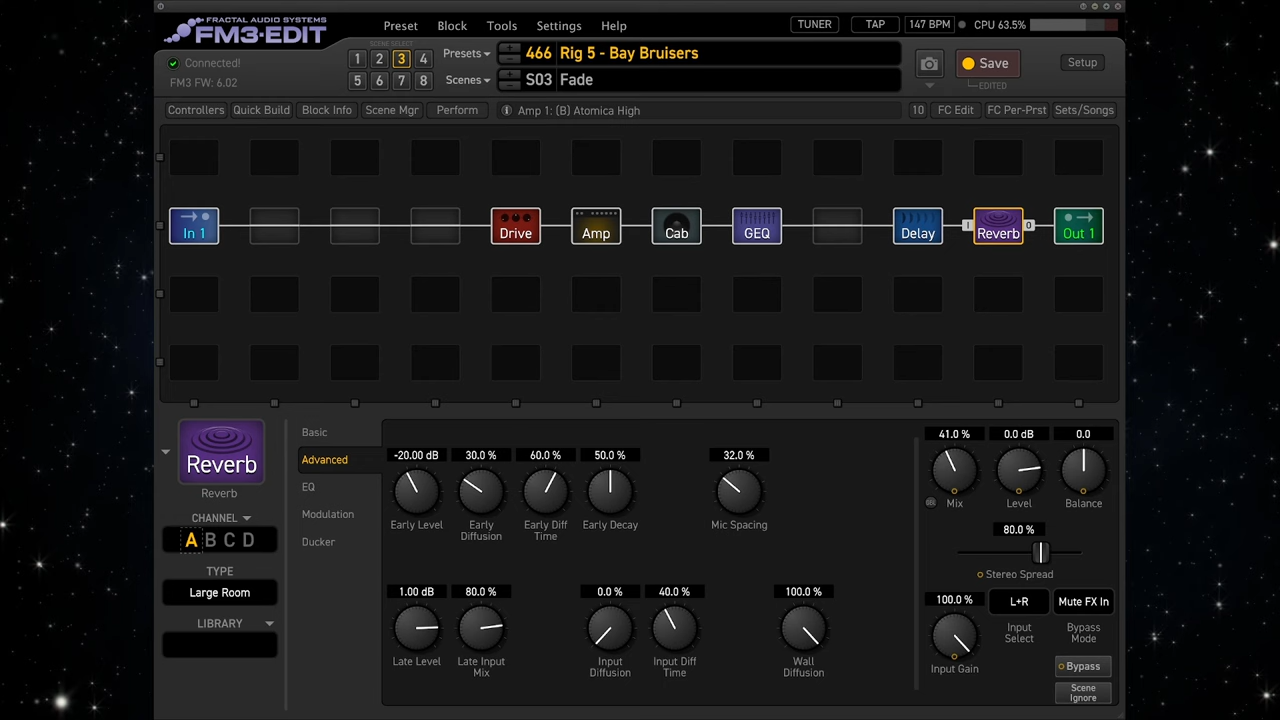 FRACTAL AUDIO SYSTEMS
FM3-EDIT
Preset Block Tools Settings Help
TUNER TAP 147 BPM CPU 63.5%
Connected!
FM3 FW: 6.02
SCENE SELECT
1 2 3 4
5 6 7 8
Presets 466 Rig 5 - Bay Bruisers
Scenes S03 Fade
Save
EDITED
Setup
Controllers Quick Build Block Info Scene Mgr Perform Amp 1: (B) Atomica High 10 FC Edit FC Per-Prst Sets/Songs
In 1 Drive Amp Cab GEQ Delay I Reverb O Out 1
Reverb
Reverb
CHANNEL
A B C D
TYPE
Large Room
LIBRARY
Basic
Advanced
EQ
Modulation
Ducker
-20.00 dB 30.0 % 60.0 % 50.0 % 32.0 %
Early Level Early Diffusion Early Diff Time Early Decay Mic Spacing
1.00 dB 80.0 % 0.0 % 40.0 % 100.0 %
Late Level Late Input Mix Input Diffusion Input Diff Time Wall Diffusion
41.0 % 0.0 dB 0.0
Mix Level Balance
80.0 %
Stereo Spread
100.0 % L+R Mute FX In
Input Gain Input Select Bypass Mode
Bypass
Scene Ignore